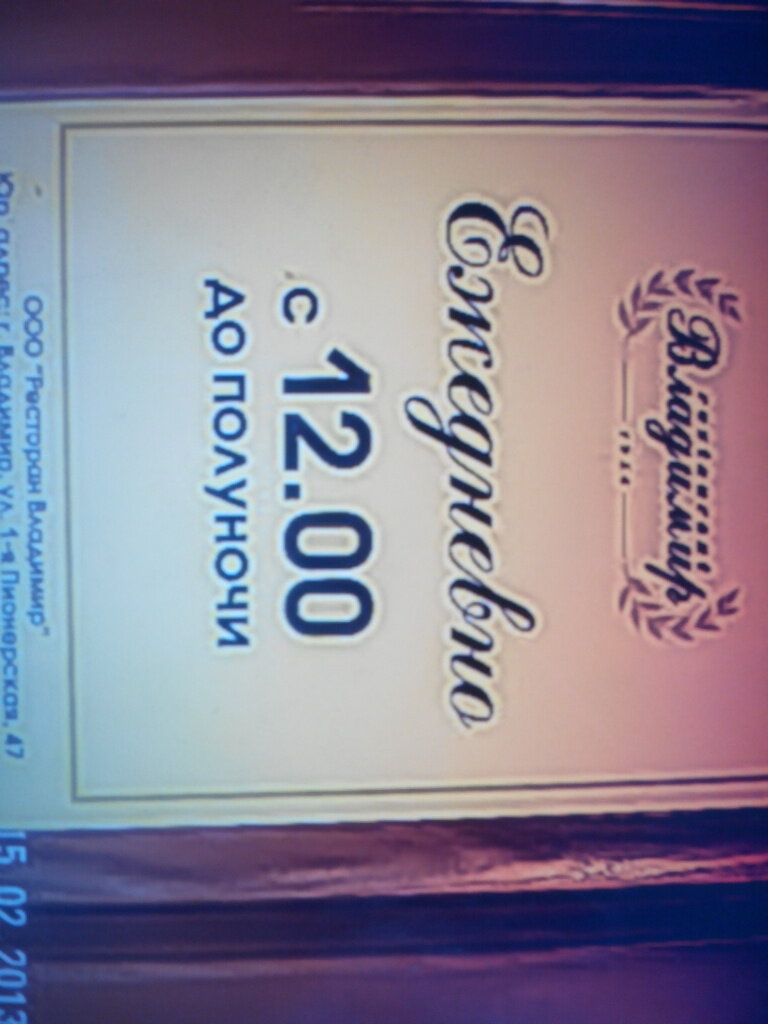 Владимир
Ежедневно
с 12.00
до полуночи
ООО "Ресторан Владимир"
Юр. адрес: г. Владимир, ул. 1-я Пионерская, 47
15 02 2013